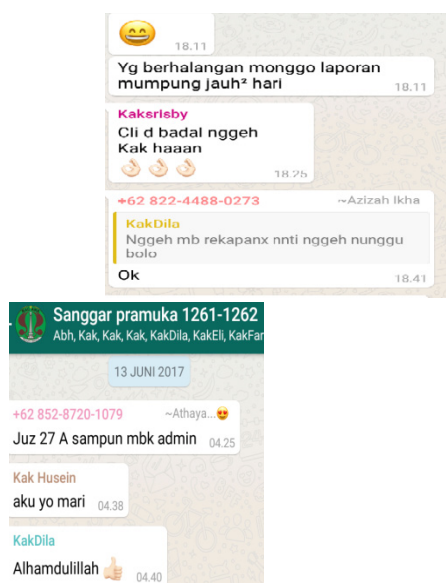 18.11
Yg berhalangan monggo laporan
mumpung jauh² hari 18.11
Kaksrisby
Cli d badal nggeh
Kak haaan
👌🏻👌🏻👌🏻 18.25
+62 822-4488-0273 ~Azizah Ikha
KakDila
Nggeh mb rekapanx nnti nggeh nunggu
bolo
Ok 18.41
Sanggar pramuka 1261-1262
Abh, Kak, Kak, Kak, KakDila, KakEli, KakFar
13 JUNI 2017
+62 852-8720-1079 ~Athaya...😍
Juz 27 A sampun mbk admin 04.25
Kak Husein
aku yo mari 04.38
KakDila
Alhamdulillah 👍🏻 04.40